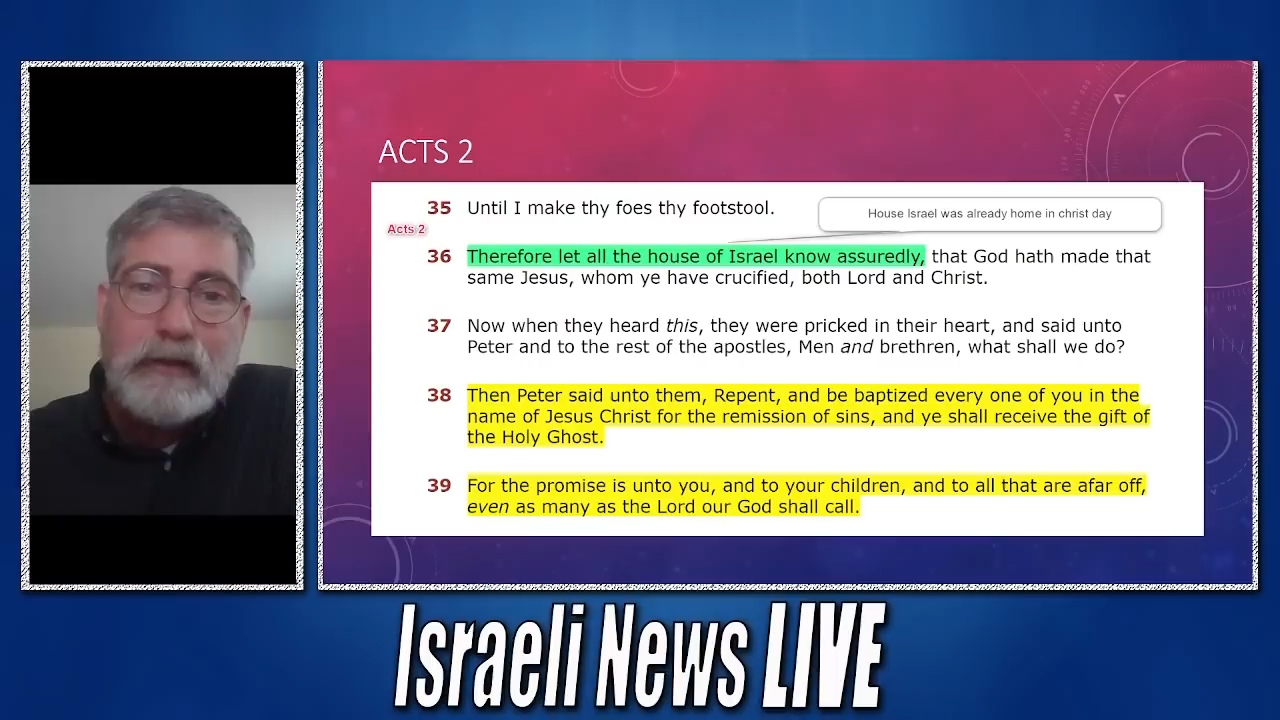 ACTS 2
35 Until I make thy foes thy footstool.
House Israel was already home in christ day
Acts 2
36 Therefore let all the house of Israel know assuredly, that God hath made that
same Jesus, whom ye have crucified, both Lord and Christ.
37 Now when they heard this, they were pricked in their heart, and said unto
Peter and to the rest of the apostles, Men and brethren, what shall we do?
38 Then Peter said unto them, Repent, and be baptized every one of you in the
name of Jesus Christ for the remission of sins, and ye shall receive the gift of
the Holy Ghost.
39 For the promise is unto you, and to your children, and to all that are afar off,
even as many as the Lord our God shall call.
Israeli News LIVE